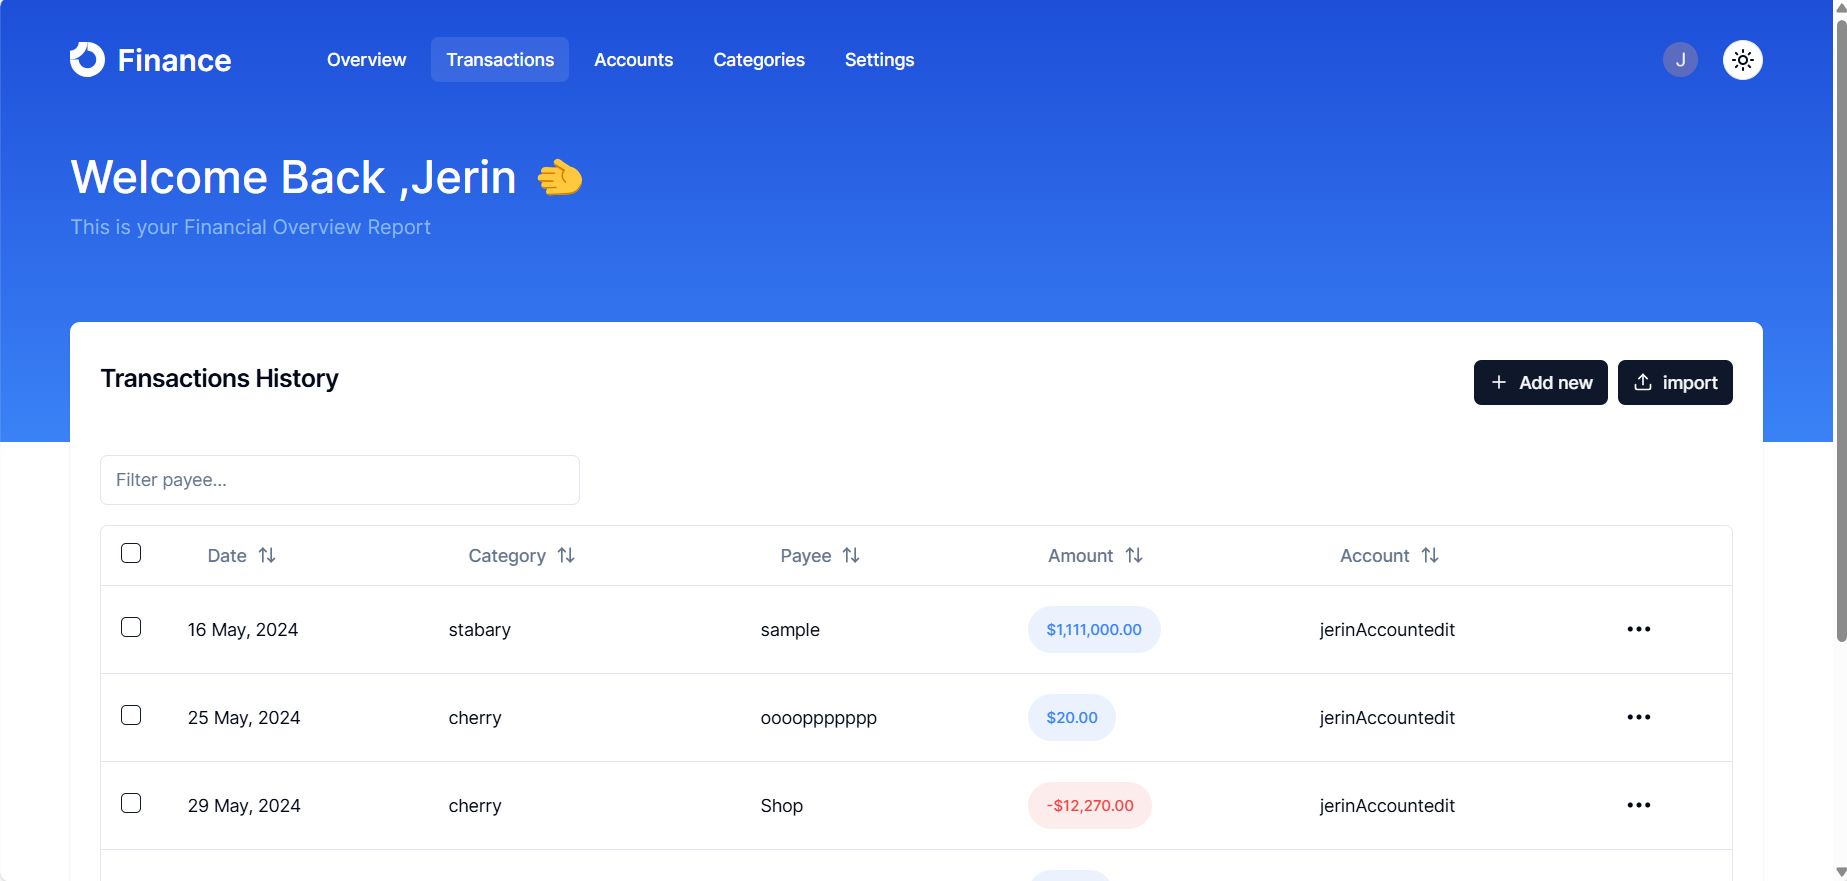 Finance
Overview Transactions Accounts Categories Settings
J
Welcome Back ,Jerin
This is your Financial Overview Report
Transactions History
Add new
import
Filter payee...
Date Category Payee Amount Account
16 May, 2024 stabary sample $1,111,000.00 jerinAccountedit
25 May, 2024 cherry ooooppppppp $20.00 jerinAccountedit
29 May, 2024 cherry Shop -$12,270.00 jerinAccountedit